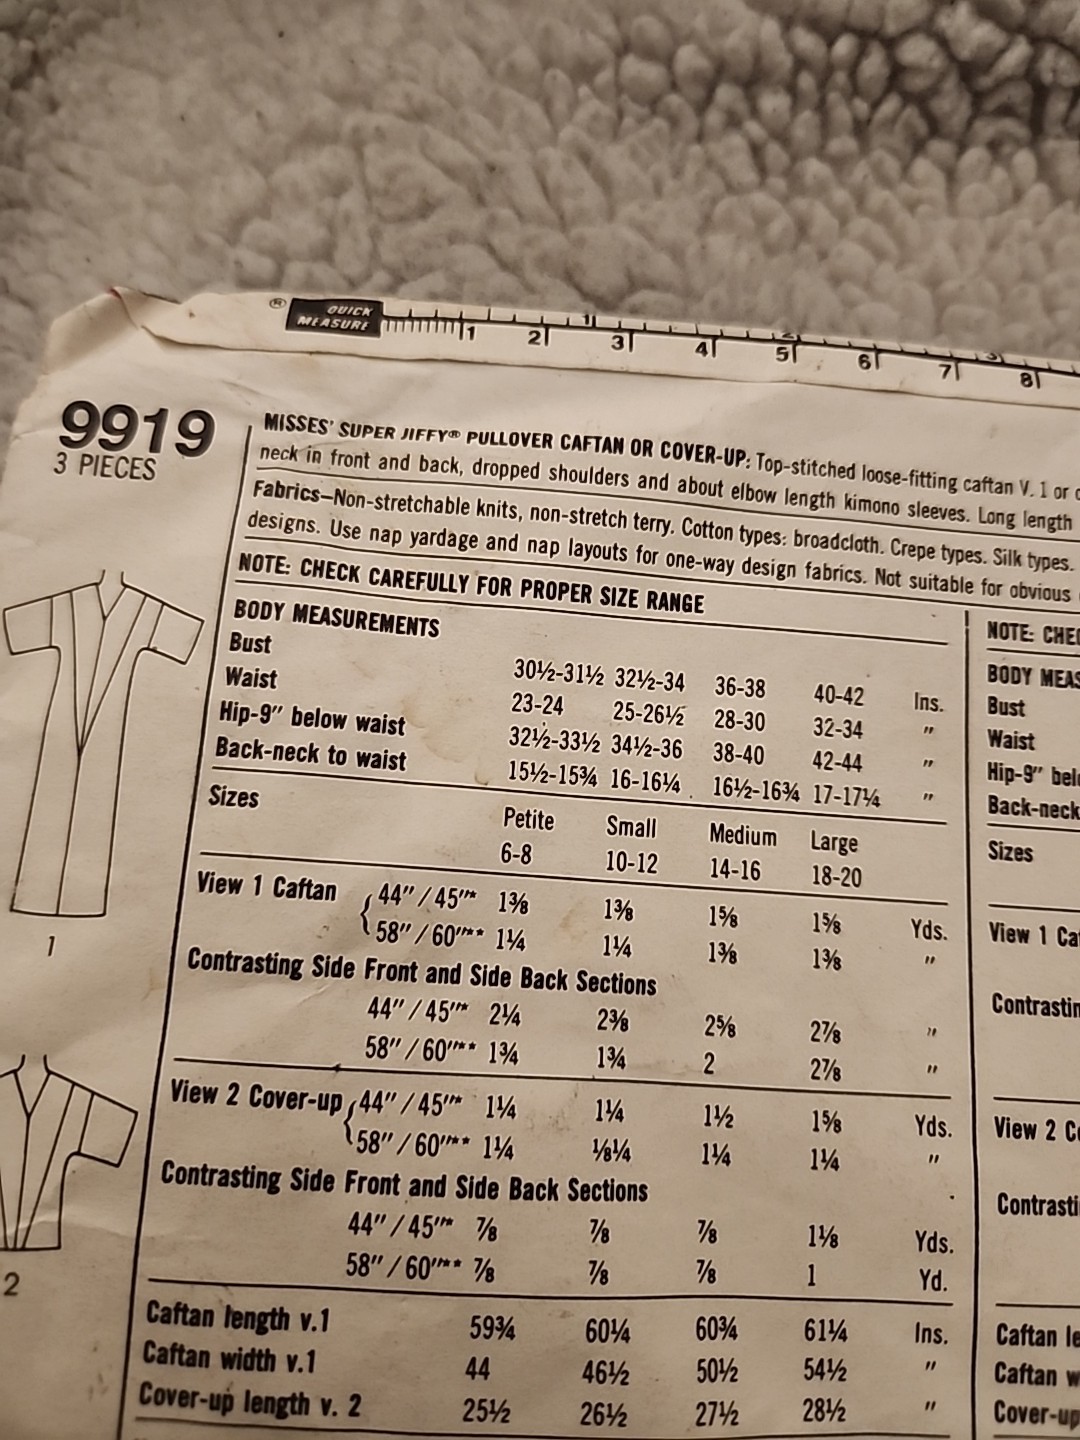 ® QUICK MEASURE 1 2 3 4 5 6 7 8
1 2 3
9919
3 PIECES
MISSES' SUPER JIFFY® PULLOVER CAFTAN OR COVER-UP: Top-stitched loose-fitting caftan V. 1 or
neck in front and back, dropped shoulders and about elbow length kimono sleeves. Long length
Fabrics—Non-stretchable knits, non-stretch terry. Cotton types: broadcloth. Crepe types. Silk types.
designs. Use nap yardage and nap layouts for one-way design fabrics. Not suitable for obvious
NOTE: CHECK CAREFULLY FOR PROPER SIZE RANGE
BODY MEASUREMENTS
Bust 30½-31½ 32½-34 36-38 40-42 Ins.
Waist 23-24 25-26½ 28-30 32-34 "
Hip-9" below waist 32½-33½ 34½-36 38-40 42-44 "
Back-neck to waist 15½-15¾ 16-16¼ 16½-16¾ 17-17¼ "
Sizes Petite Small Medium Large
6-8 10-12 14-16 18-20
View 1 Caftan 44"/45"* 1⅜ 1⅜ 1⅝ 1⅝ Yds.
58"/60"** 1¼ 1¼ 1⅜ 1⅜ "
Contrasting Side Front and Side Back Sections
44"/45"* 2¼ 2⅜ 2⅝ 2⅞ "
58"/60"** 1¾ 1¾ 2 2⅞ "
View 2 Cover-up 44"/45"* 1¼ 1¼ 1½ 1⅝ Yds.
58"/60"** 1¼ ⅛¼ 1¼ 1¼ "
Contrasting Side Front and Side Back Sections
44"/45"* ⅞ ⅞ ⅞ 1⅛ Yds.
58"/60"** ⅞ ⅞ ⅞ 1 Yd.
Caftan length v.1 59¾ 60¼ 60¾ 61¼ Ins.
Caftan width v.1 44 46½ 50½ 54½ "
Cover-up length v. 2 25½ 26½ 27½ 28½ "
1
2
NOTE: CHE
BODY MEAS
Bust
Waist
Hip-9" bel
Back-neck
Sizes
View 1 Ca
Contrastin
View 2 C
Contrasti
Caftan le
Caftan w
Cover-up